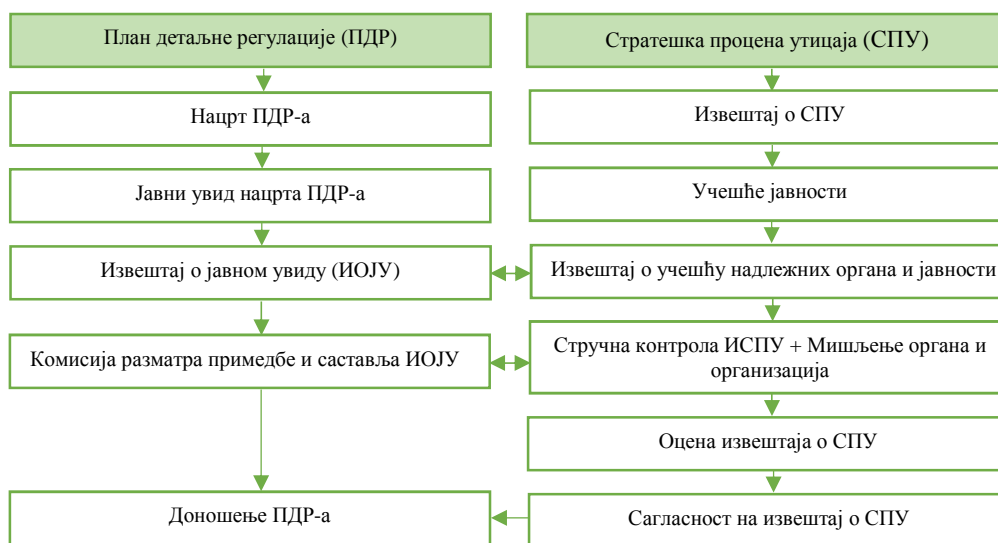 План детаљне регулације (ПДР)
Нацрт ПДР-а
Јавни увид нацрта ПДР-а
Извештај о јавном увиду (ИОЈУ)
Комисија разматра примедбе и саставља ИОЈУ
Доношење ПДР-а
Стратешка процена утицаја (СПУ)
Извештај о СПУ
Учешће јавности
Извештај о учешћу надлежних органа и јавности
Стручна контрола ИСПУ + Мишљење органа и
организација
Оцена извештаја о СПУ
Сагласност на извештај о СПУ